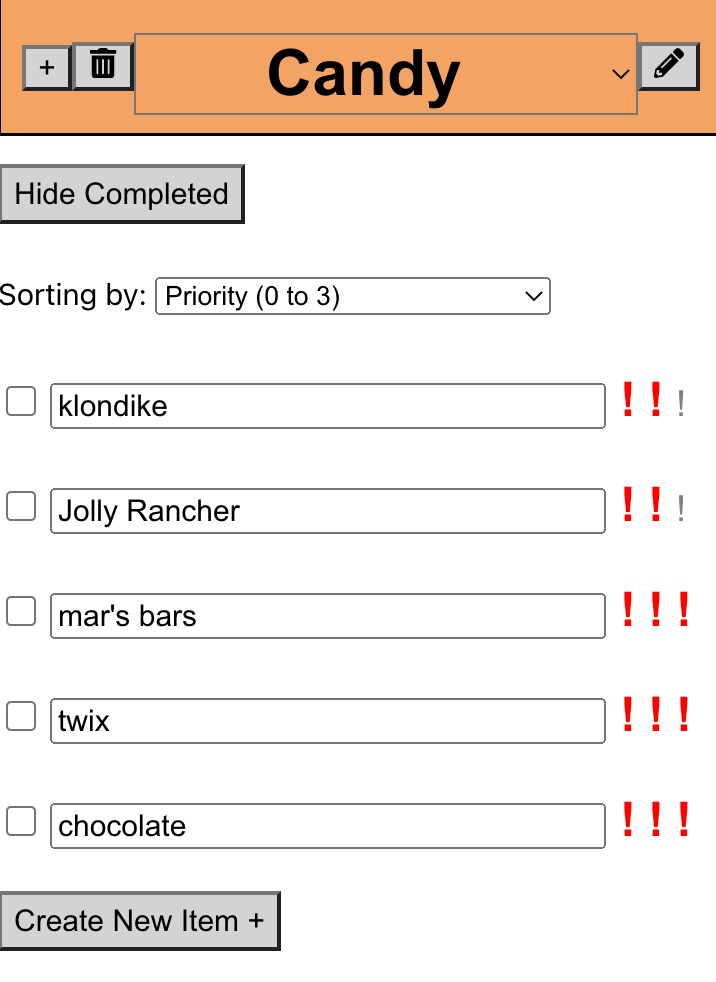 + Candy
Hide Completed
Sorting by: Priority (0 to 3)
klondike !!!
Jolly Rancher !!!
mar's bars !!!
twix !!!
chocolate !!!
Create New Item +